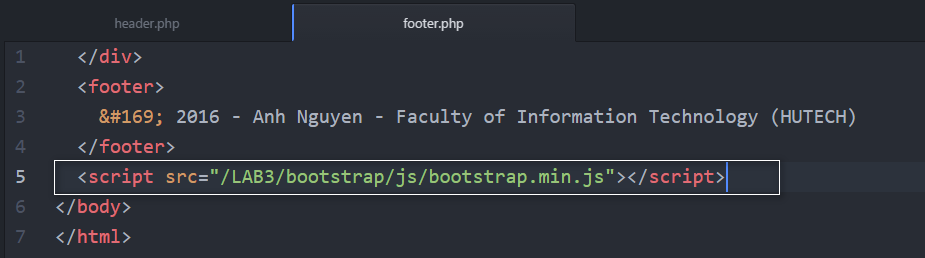 header.php footer.php
1 </div>
2 <footer>
3 &#169; 2016 - Anh Nguyen - Faculty of Information Technology (HUTECH)
4 </footer>
5 <script src="/LAB3/bootstrap/js/bootstrap.min.js"></script>
6 </body>
7 </html>